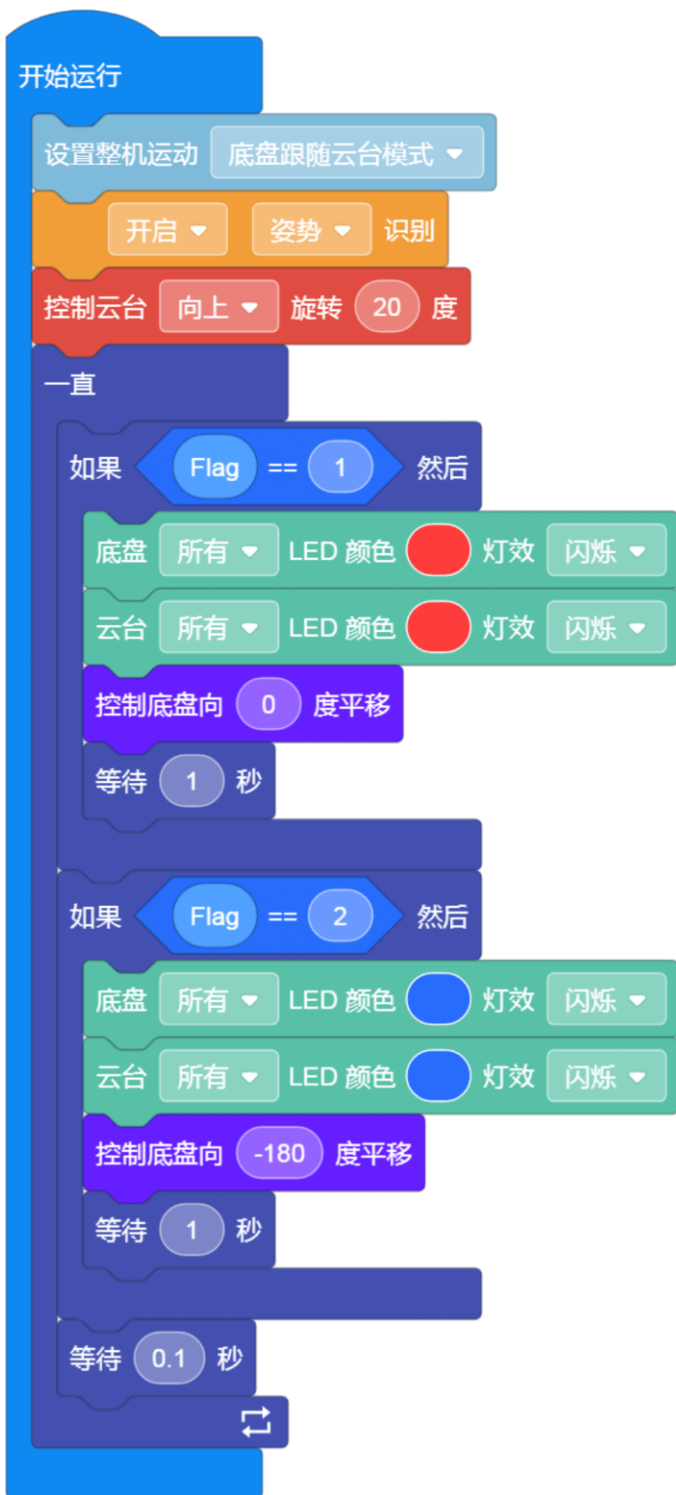 开始运行
设置整机运动 底盘跟随云台模式
开启 姿势 识别
控制云台 向上 旋转 20 度
一直
如果 Flag == 1 然后
底盘 所有 LED 颜色 灯效 闪烁
云台 所有 LED 颜色 灯效 闪烁
控制底盘向 0 度平移
等待 1 秒
如果 Flag == 2 然后
底盘 所有 LED 颜色 灯效 闪烁
云台 所有 LED 颜色 灯效 闪烁
控制底盘向 -180 度平移
等待 1 秒
等待 0.1 秒